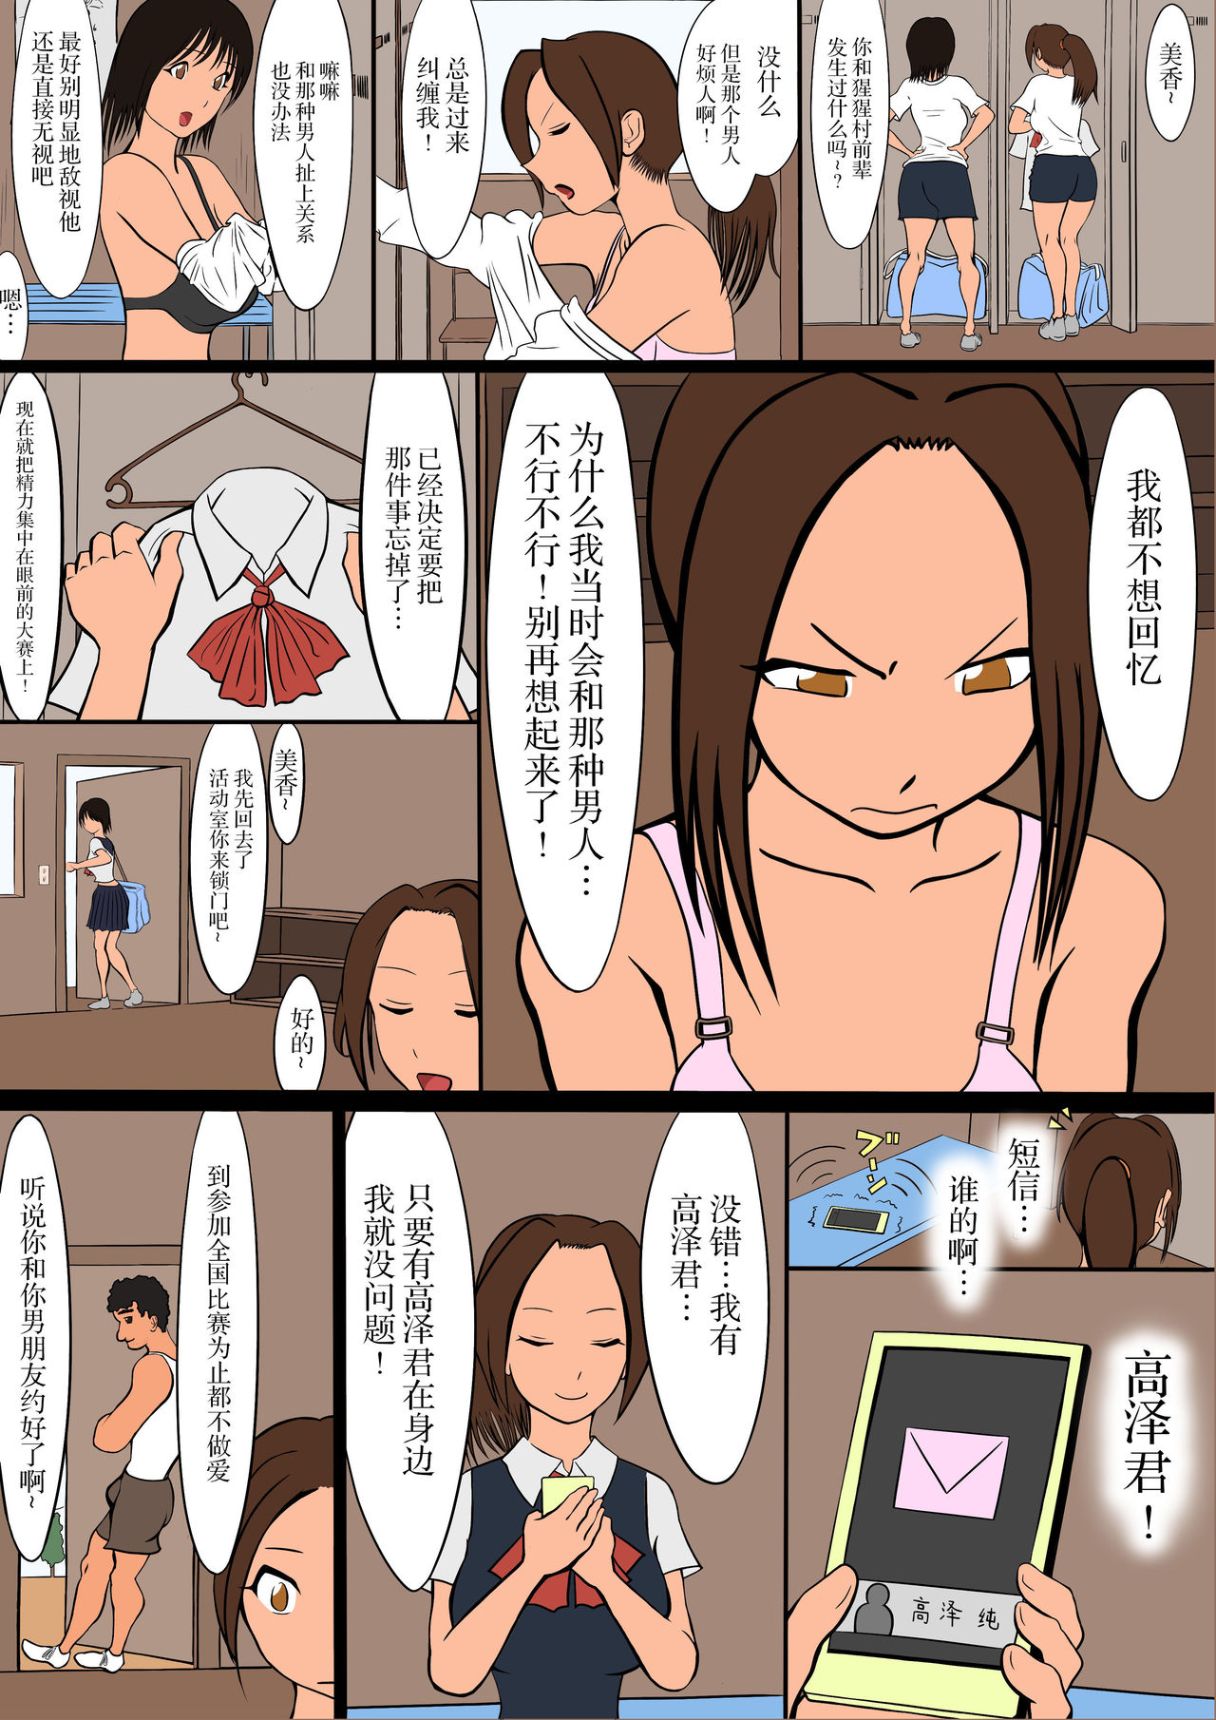 美香~
你和猩猩村前辈
发生过什么吗~?
没什么
但是那个男人
好烦人啊!
总是过来
纠缠我!
嘛嘛
和那种男人扯上关系
也没办法
最好别明显地敌视他
还是直接无视吧
嗯…
我都不想回忆
为什么我当时会和那种男人…
不行不行!别再想起来了!
已经决定要把
那件事忘掉了…
现在就把精力集中在眼前的大赛上!
美香~
我先回去了
活动室你来锁门吧~
好的~
ブーン
短信…
谁的啊…
高泽君!
高泽 纯
没错…我有
高泽君…
只要有高泽君在身边
我就没问题!
到参加全国比赛为止都不做爱
听说你和你男朋友约好了啊~